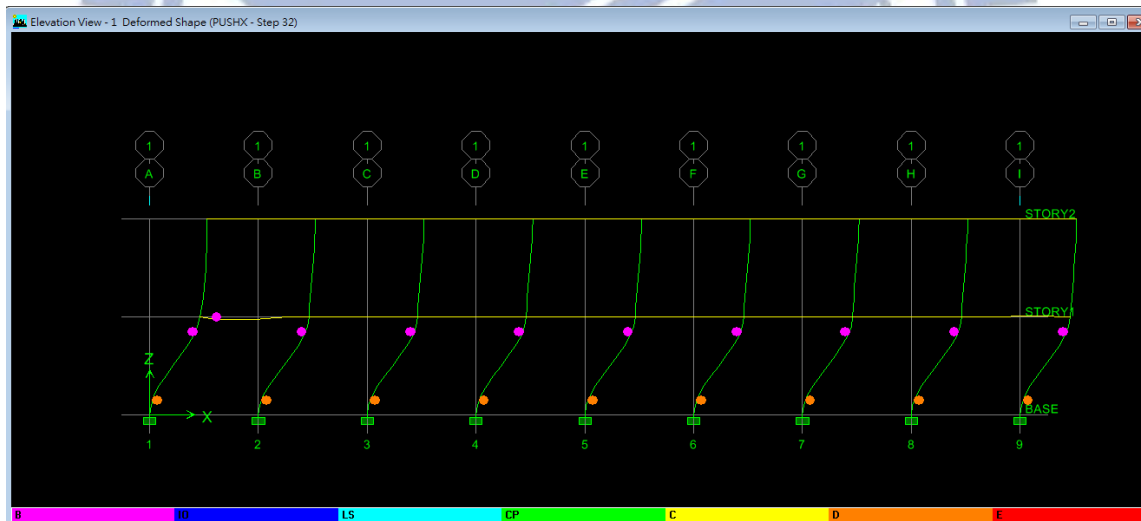 Elevation View - 1 Deformed Shape (PUSHX - Step 32)
1 1 1 1 1 1 1 1 1
A B C D E F G H I
STORY2
STORY1
Z
X
BASE
1 2 3 4 5 6 7 8 9
B IO LS CP C D E